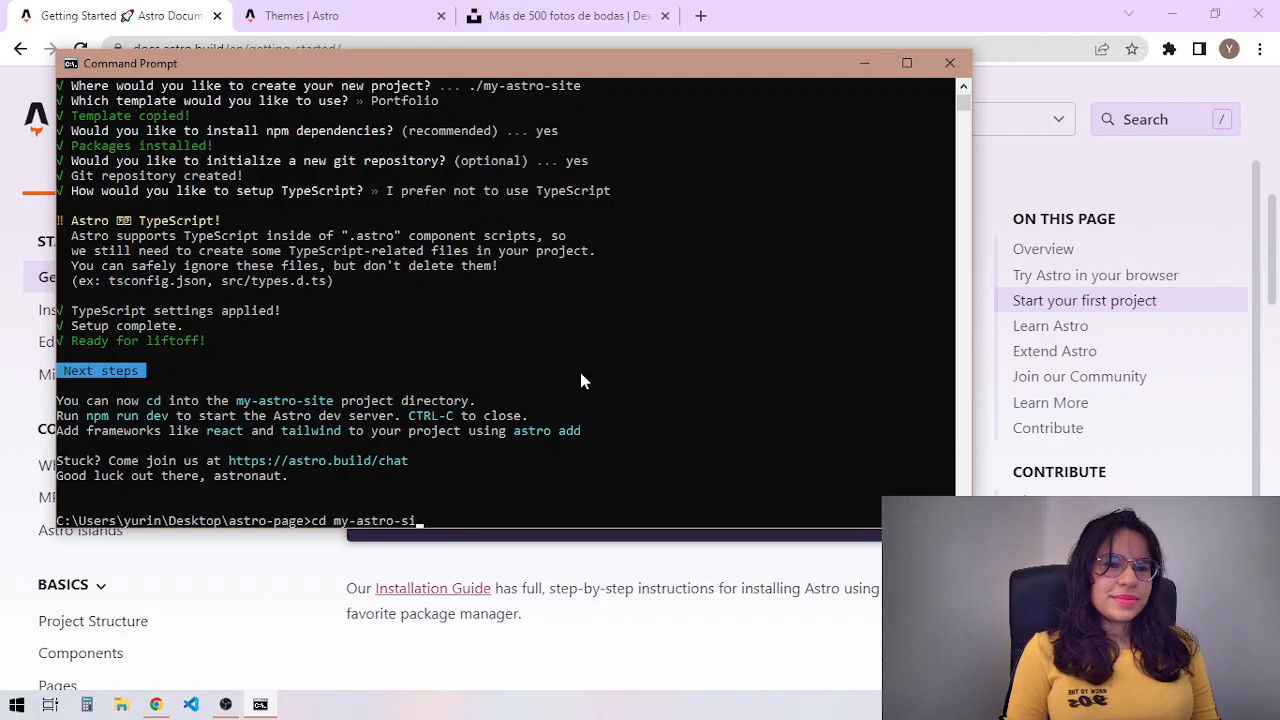 Getting Started 🚀 Astro Docum
Themes | Astro
Más de 500 fotos de bodas | Des
docs.astro.build/en/getting-started/
Y
Command Prompt
√ Where would you like to create your new project? ... ./my-astro-site
√ Which template would you like to use? » Portfolio
√ Template copied!
√ Would you like to install npm dependencies? (recommended) ... yes
√ Packages installed!
√ Would you like to initialize a new git repository? (optional) ... yes
√ Git repository created!
√ How would you like to setup TypeScript? » I prefer not to use TypeScript
‼ Astro TypeScript!
Astro supports TypeScript inside of ".astro" component scripts, so
we still need to create some TypeScript-related files in your project.
You can safely ignore these files, but don't delete them!
(ex: tsconfig.json, src/types.d.ts)
√ TypeScript settings applied!
√ Setup complete.
√ Ready for liftoff!
Next steps
You can now cd into the my-astro-site project directory.
Run npm run dev to start the Astro dev server. CTRL-C to close.
Add frameworks like react and tailwind to your project using astro add
Stuck? Come join us at https://astro.build/chat
Good luck out there, astronaut.
C:\Users\yurin\Desktop\astro-page>cd my-astro-si
Search /
ON THIS PAGE
Overview
Try Astro in your browser
Start your first project
Learn Astro
Extend Astro
Join our Community
Learn More
Contribute
CONTRIBUTE
Astro Islands
BASICS
Project Structure
Components
Pages
Our Installation Guide has full, step-by-step instructions for installing Astro using
favorite package manager.
BACK TO THE
90s